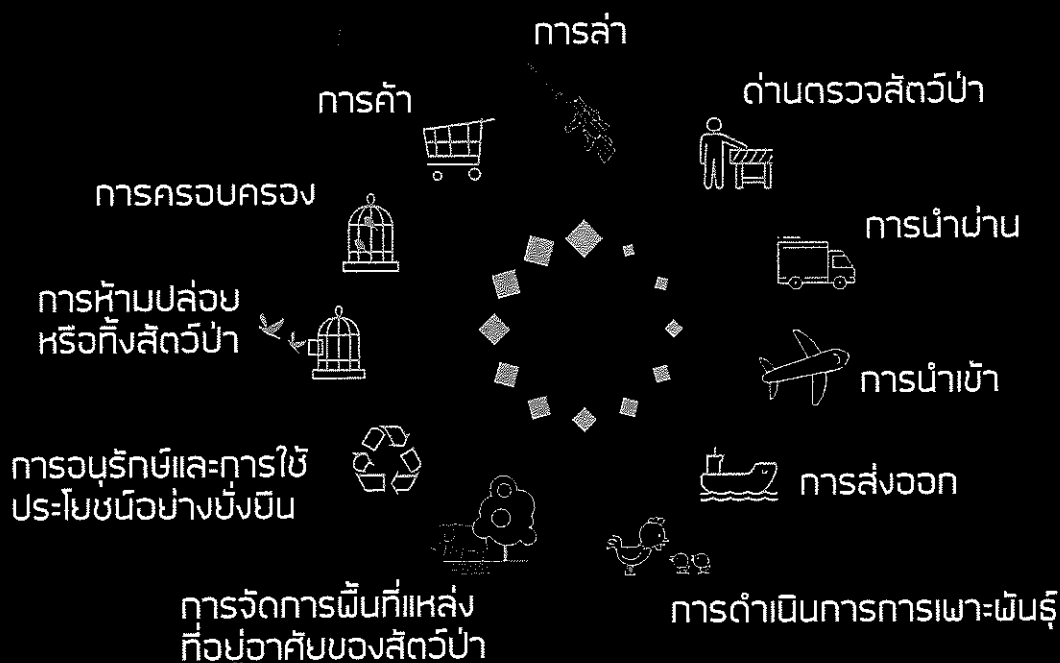 การล่า
ด่านตรวจสัตว์ป่า
การนำผ่าน
การนำเข้า
การส่งออก
การดำเนินการการเพาะพันธุ์
การจัดการพื้นที่แหล่ง
ที่อยู่อาศัยของสัตว์ป่า
การอนุรักษ์และการใช้
ประโยชน์อย่างยั่งยืน
การห้ามปล่อย
หรือทิ้งสัตว์ป่า
การครอบครอง
การค้า